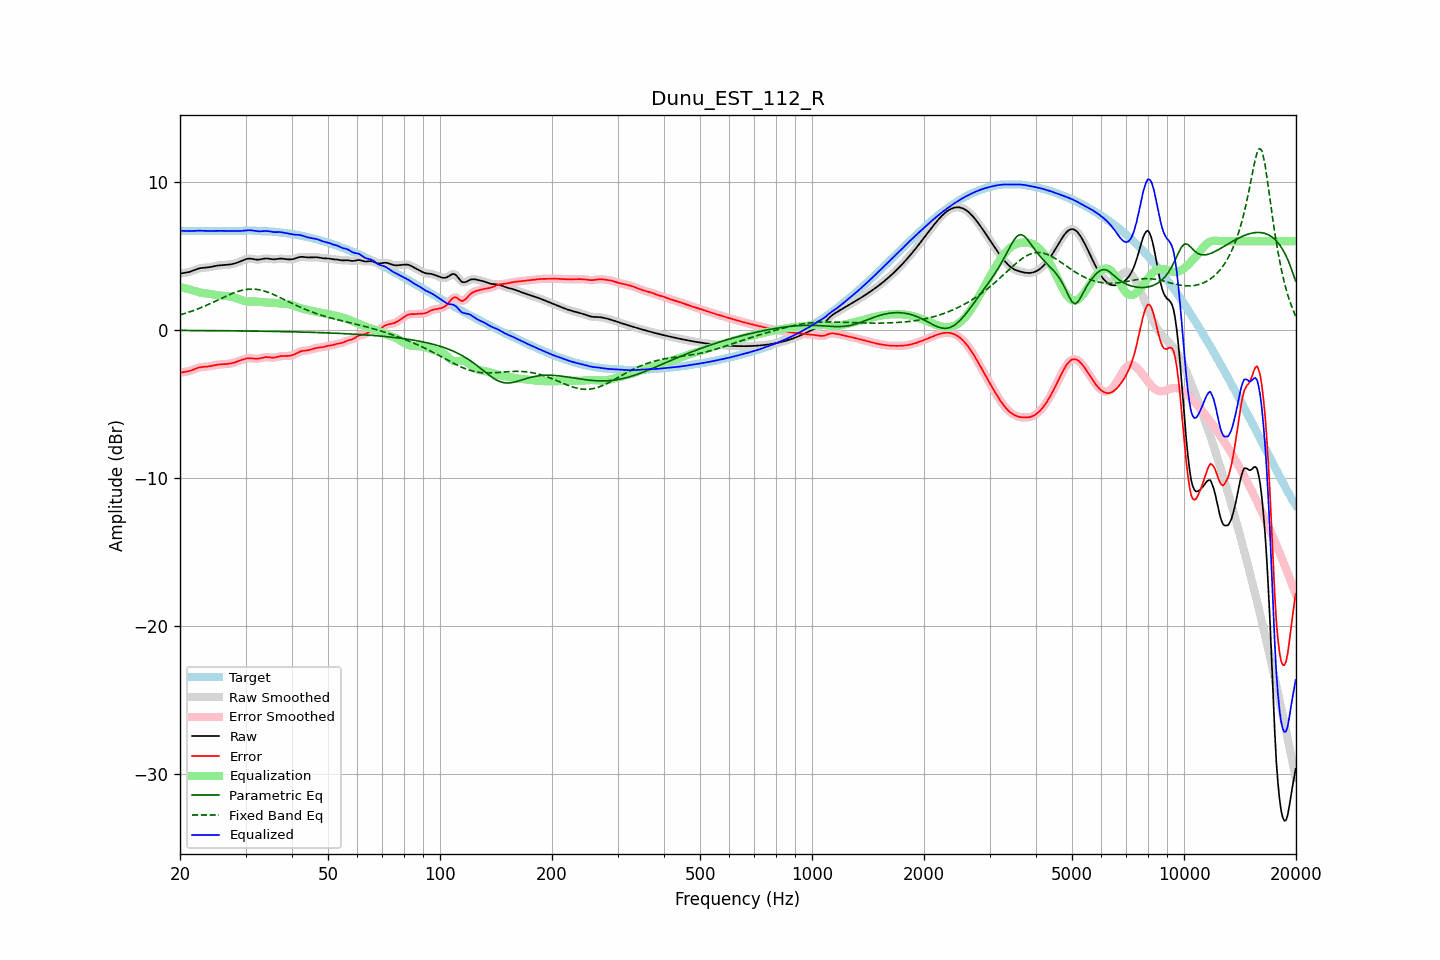 Dunu_EST_112_R
Amplitude (dBr)
10
0
−10
−20
−30
Target
Raw Smoothed
Error Smoothed
Raw
Error
Equalization
Parametric Eq
Fixed Band Eq
Equalized
20 50 100 200 500 1000 2000 5000 10000 20000
Frequency (Hz)